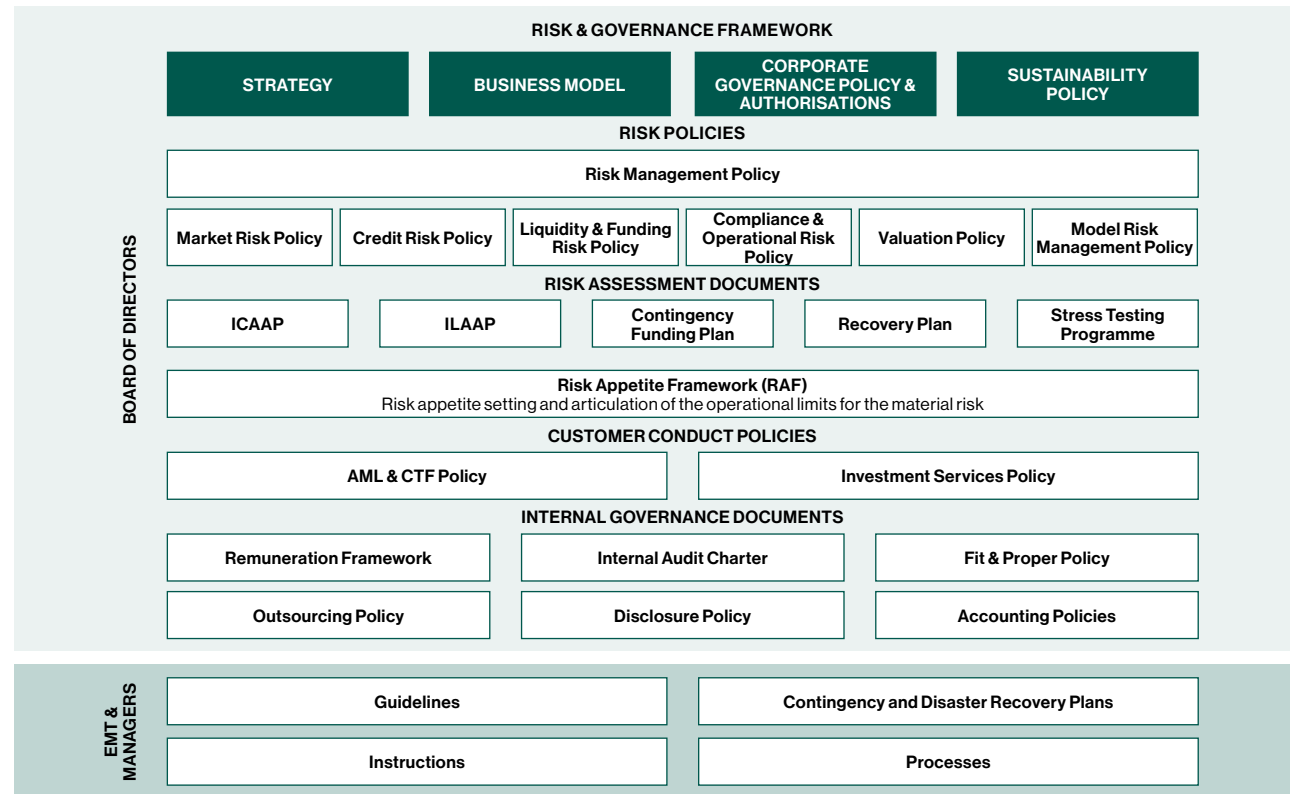 RISK & GOVERNANCE FRAMEWORK
STRATEGY
BUSINESS MODEL
CORPORATE
GOVERNANCE POLICY &
AUTHORISATIONS
SUSTAINABILITY
POLICY
BOARD OF DIRECTORS
RISK POLICIES
Risk Management Policy
Market Risk Policy
Credit Risk Policy
Liquidity & Funding
Risk Policy
Compliance &
Operational Risk
Policy
Valuation Policy
Model Risk
Management Policy
RISK ASSESSMENT DOCUMENTS
ICAAP
ILAAP
Contingency
Funding Plan
Recovery Plan
Stress Testing
Programme
Risk Appetite Framework (RAF)
Risk appetite setting and articulation of the operational limits for the material risk
CUSTOMER CONDUCT POLICIES
AML & CTF Policy
Investment Services Policy
INTERNAL GOVERNANCE DOCUMENTS
Remuneration Framework
Internal Audit Charter
Fit & Proper Policy
Outsourcing Policy
Disclosure Policy
Accounting Policies
EMT &
MANAGERS
Guidelines
Contingency and Disaster Recovery Plans
Instructions
Processes